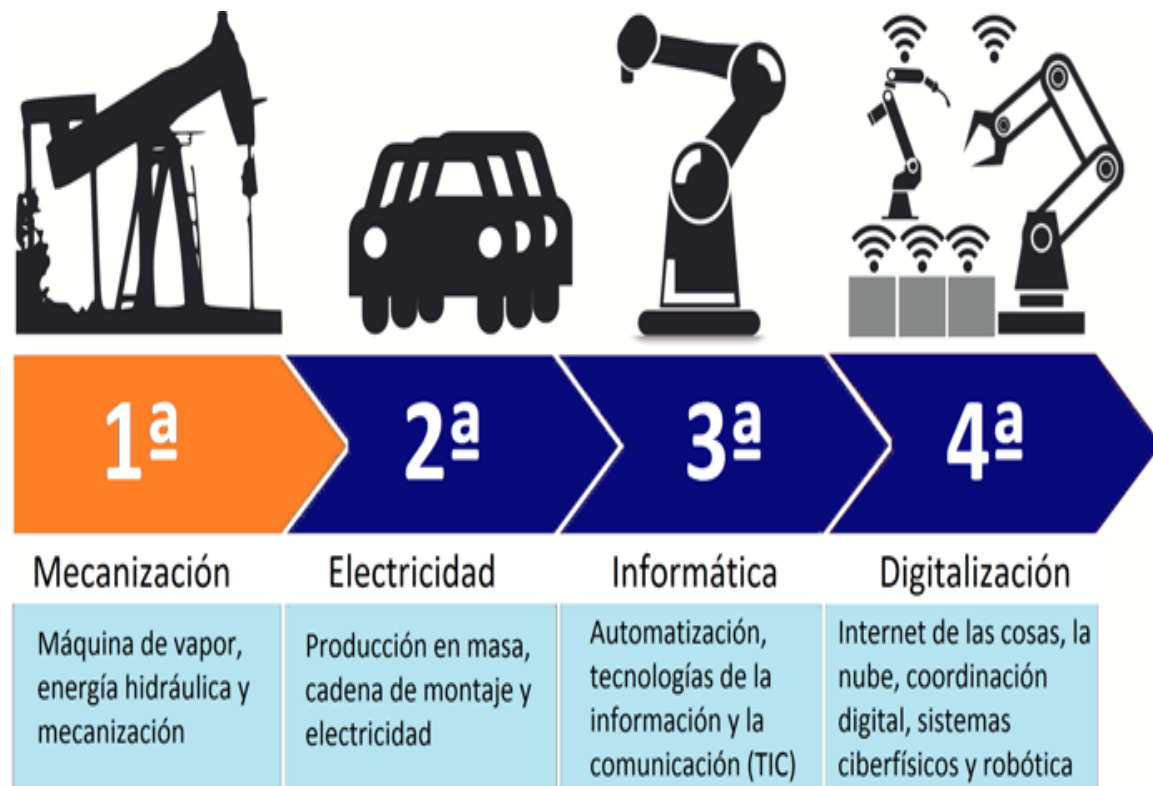 1ª
2ª
3ª
4ª
Mecanización
Electricidad
Informática
Digitalización
Máquina de vapor,
energía hidráulica y
mecanización
Producción en masa,
cadena de montaje y
electricidad
Automatización,
tecnologías de la
información y la
comunicación (TIC)
Internet de las cosas, la
nube, coordinación
digital, sistemas
ciberfísicos y robótica